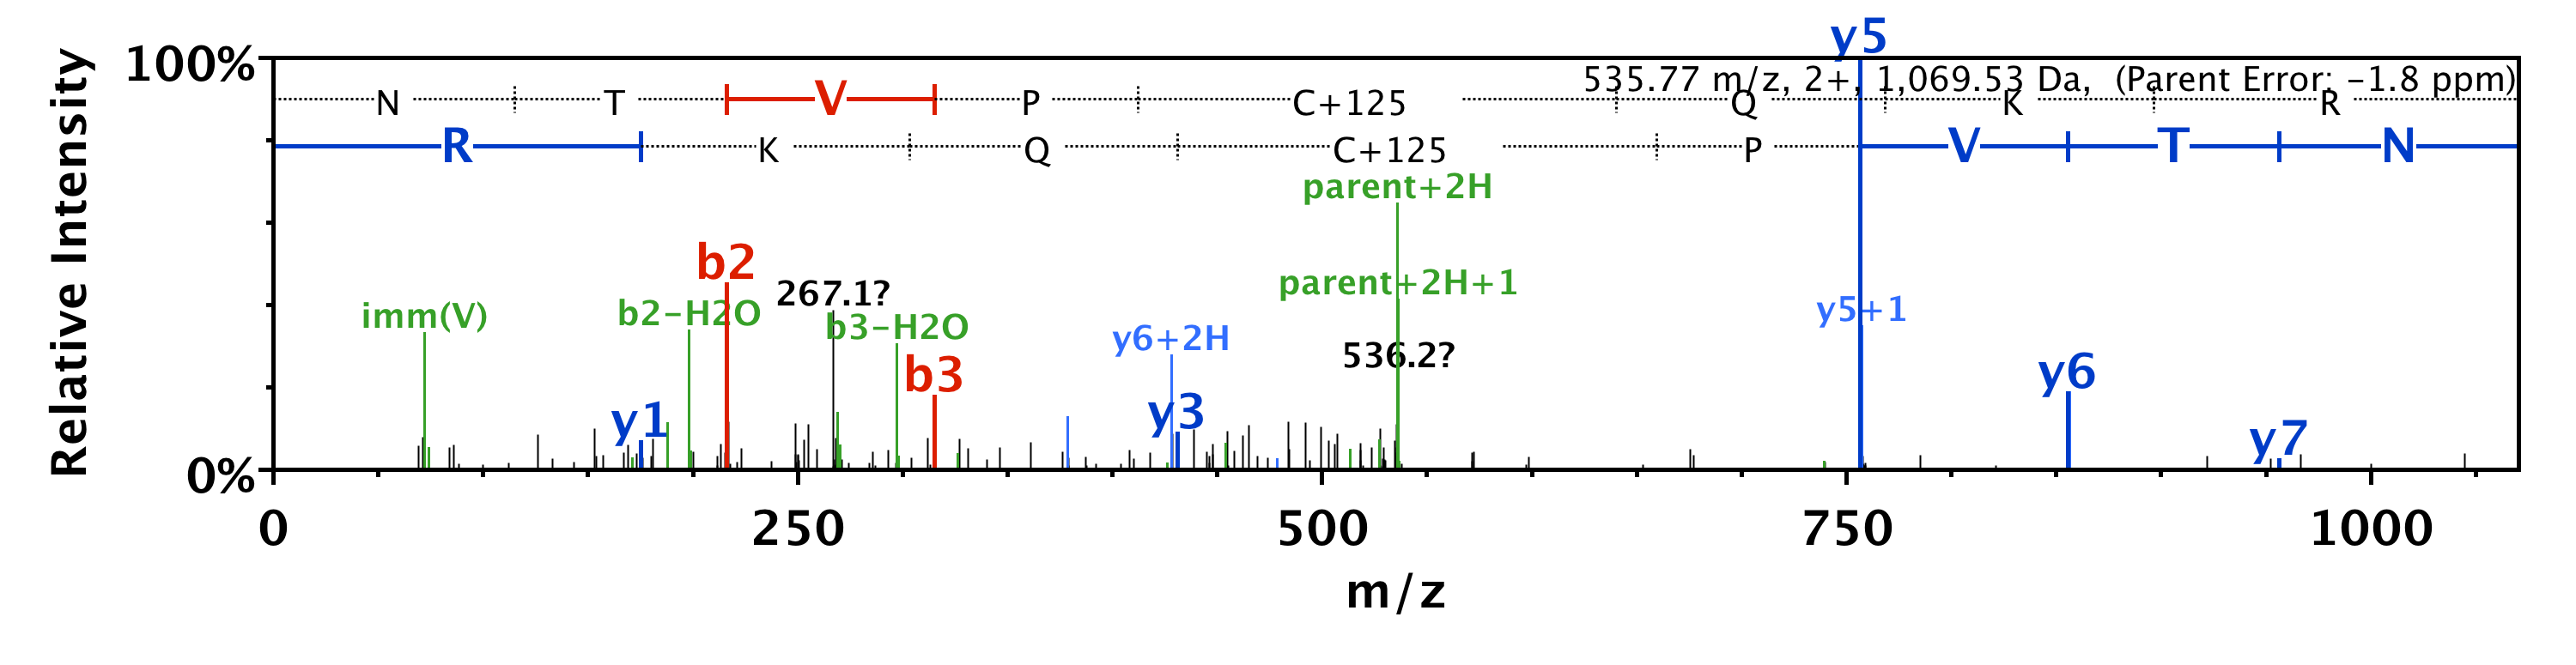 y5
100%
535.77 m/z, 2+, 1,069.53 Da, (Parent Error: −1.8 ppm)
N T V P C+125 Q K R
R K Q C+125 P V T N
parent+2H
b2
parent+2H+1
267.1?
imm(V)
b2−H2O
b3−H2O
y5+1
y6+2H
536.2?
b3
y6
y1
y3
y7
0%
0 250 500 750 1000
m/z
Relative Intensity